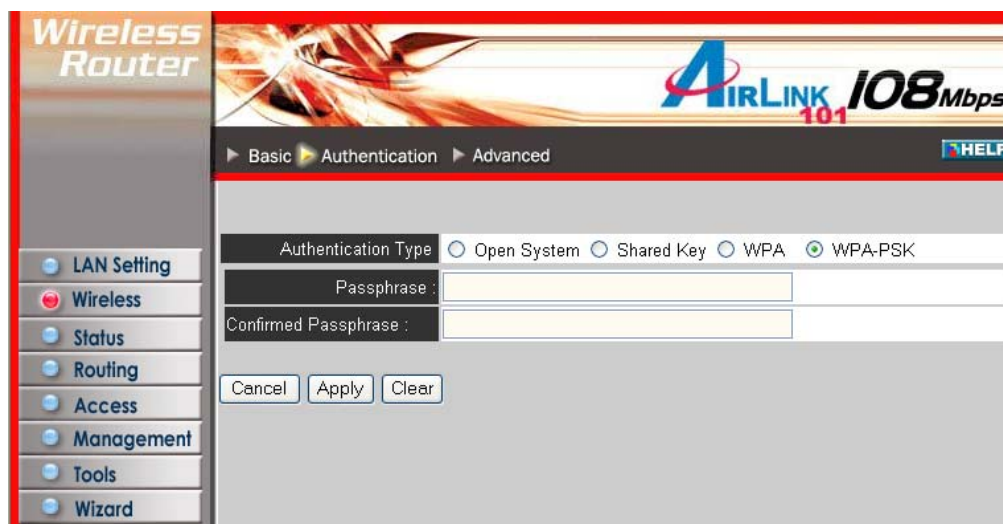 Wireless
Router
AIRLINK 108Mbps
101
Basic Authentication Advanced
HELP
Authentication Type Open System Shared Key WPA WPA-PSK
Passphrase :
Confirmed Passphrase :
Cancel Apply Clear
LAN Setting
Wireless
Status
Routing
Access
Management
Tools
Wizard